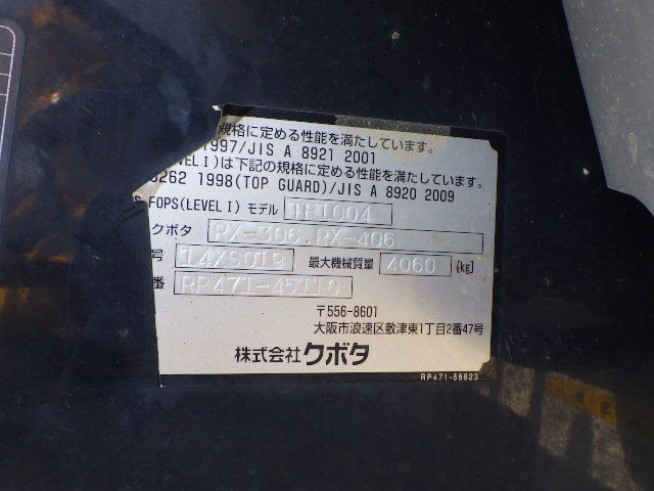 規格に定める性能を満たしています。
1997/JIS A 8921 2001
(LEVEL I)は下記の規格に定める性能を満たしています。
3262 1998(TOP GUARD)/JIS A 8920 2009
FOPS(LEVEL I) モデル
クボタ RX-306,RX-406
号 最大機械質量 4060 [kg]
番
〒556-8601
大阪市浪速区敷津東1丁目2番47号
株式会社クボタ
RP471-56623